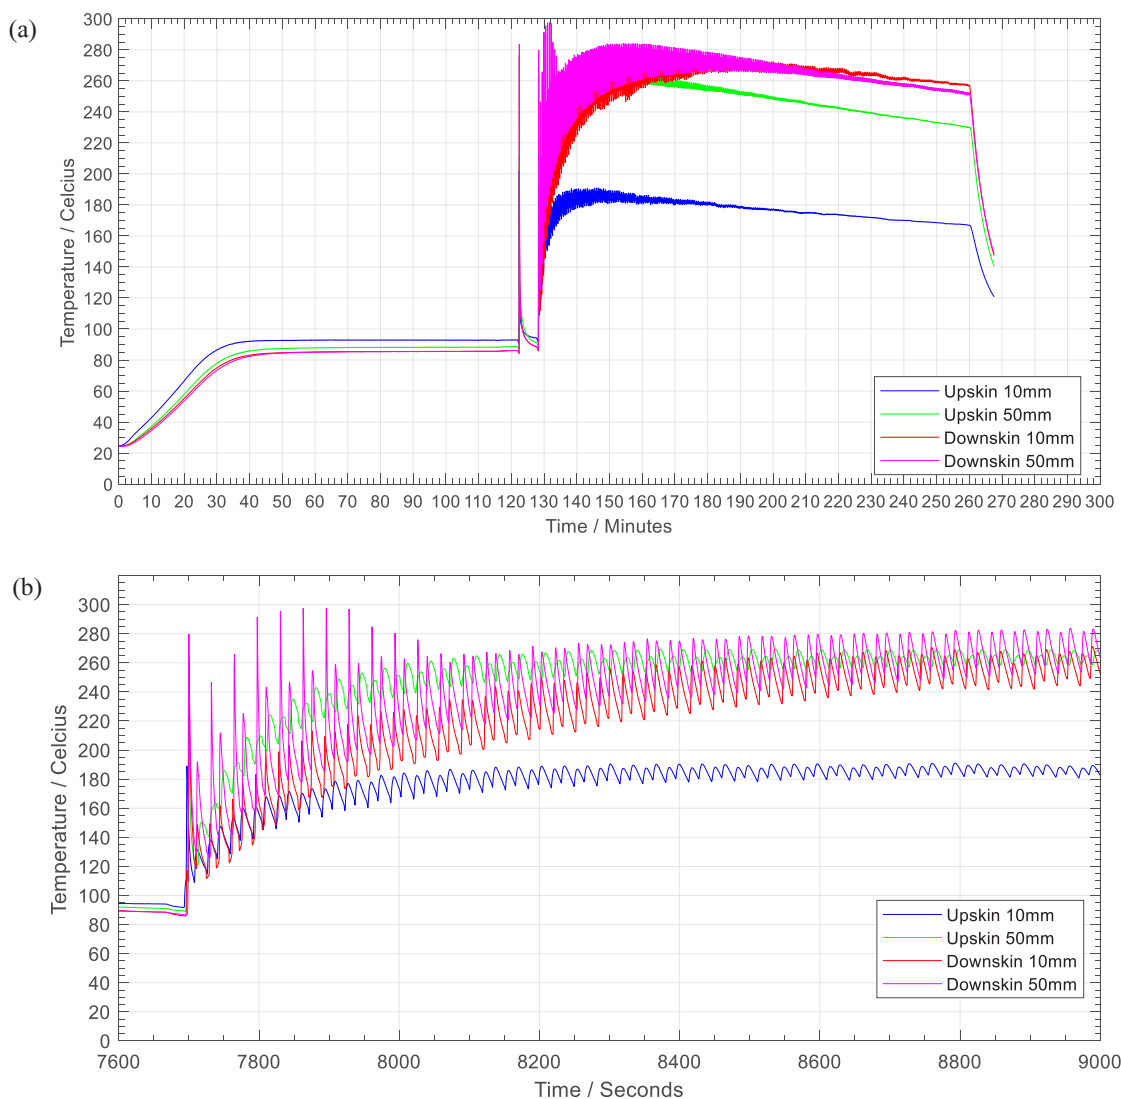 (a)
300
280
260
240
220
200
180
160
140
120
100
80
60
40
20
0
Temperature / Celcius
Upskin 10mm
Upskin 50mm
Downskin 10mm
Downskin 50mm
0 10 20 30 40 50 60 70 80 90 100 110 120 130 140 150 160 170 180 190 200 210 220 230 240 250 260 270 280 290 300
Time / Minutes
(b)
300
280
260
240
220
200
180
160
140
120
100
80
60
40
20
0
Temperature / Celcius
Upskin 10mm
Upskin 50mm
Downskin 10mm
Downskin 50mm
7600 7800 8000 8200 8400 8600 8800 9000
Time / Seconds